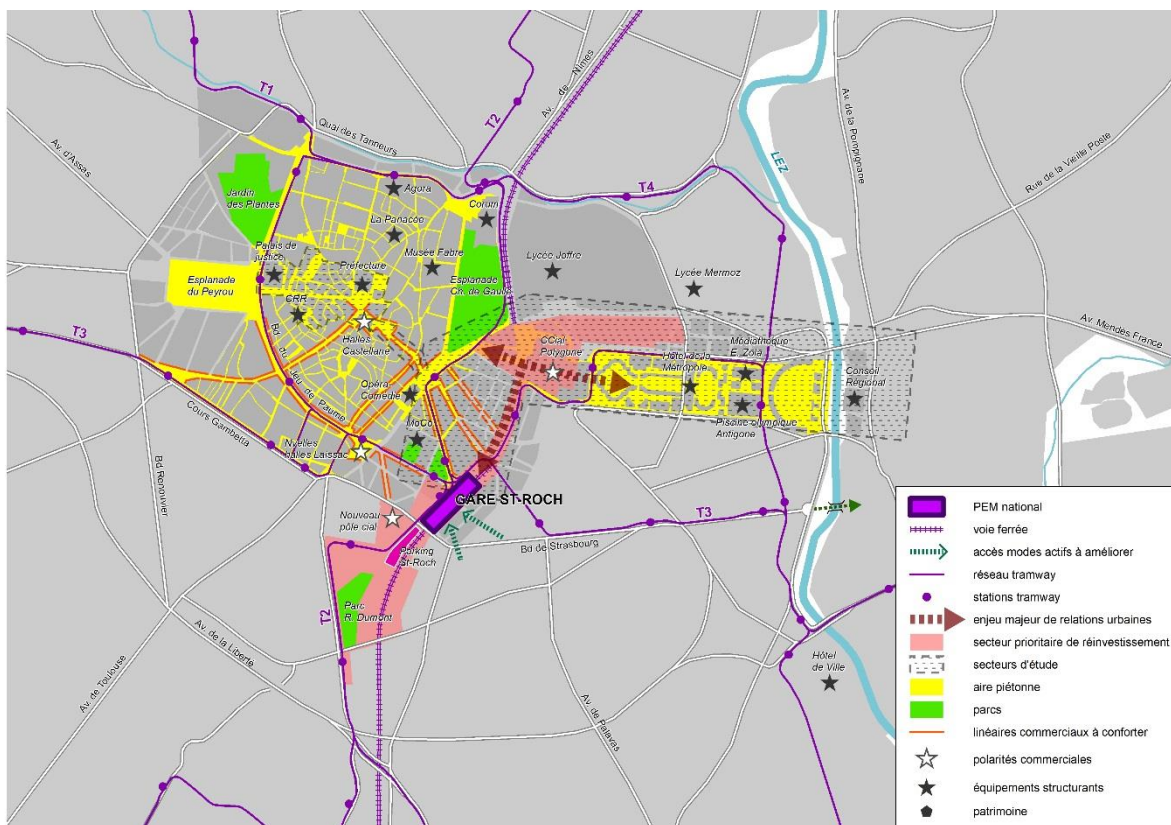 T1
T2
Av. de Nîmes
Quai des Tanneurs
Av. d'Assas
Av. de la Pompignane
Rue de la Vieille Poste
LEZ
T4
Jardin
des Plantes
Agora
Corum
La Panacée
Musée Fabre
Lycée Joffre
Lycée Mermoz
Palais de
justice
Préfecture
Esplanade
du Peyrou
Esplanade
Ch. de Gaulle
CRR
Halles
Castellane
T3
Bd. du Jeu de Paume
CCial
Polygone
Médiathèque
E. Zola
Hôtel de la
Métropole
Conseil
Régional
Av. Mendes France
Opéra
Comédie
MoCo
Piscine olympique
Antigone
Cours Gambetta
Nvelles
halles Laissac
Bd Renouvier
GARE ST-ROCH
Nouveau
pôle cial
T3
Bd de Strasbourg
Parking
St-Roch
Parc
R. Dumont
T2
Av. de la Liberté
Av. de Toulouse
Av. de Palavas
Hôtel
de Ville
PEM national
voie ferrée
accès modes actifs à améliorer
réseau tramway
stations tramway
enjeu majeur de relations urbaines
secteur prioritaire de réinvestissement
secteurs d'étude
aire piétonne
parcs
linéaires commerciaux à conforter
polarités commerciales
équipements structurants
patrimoine